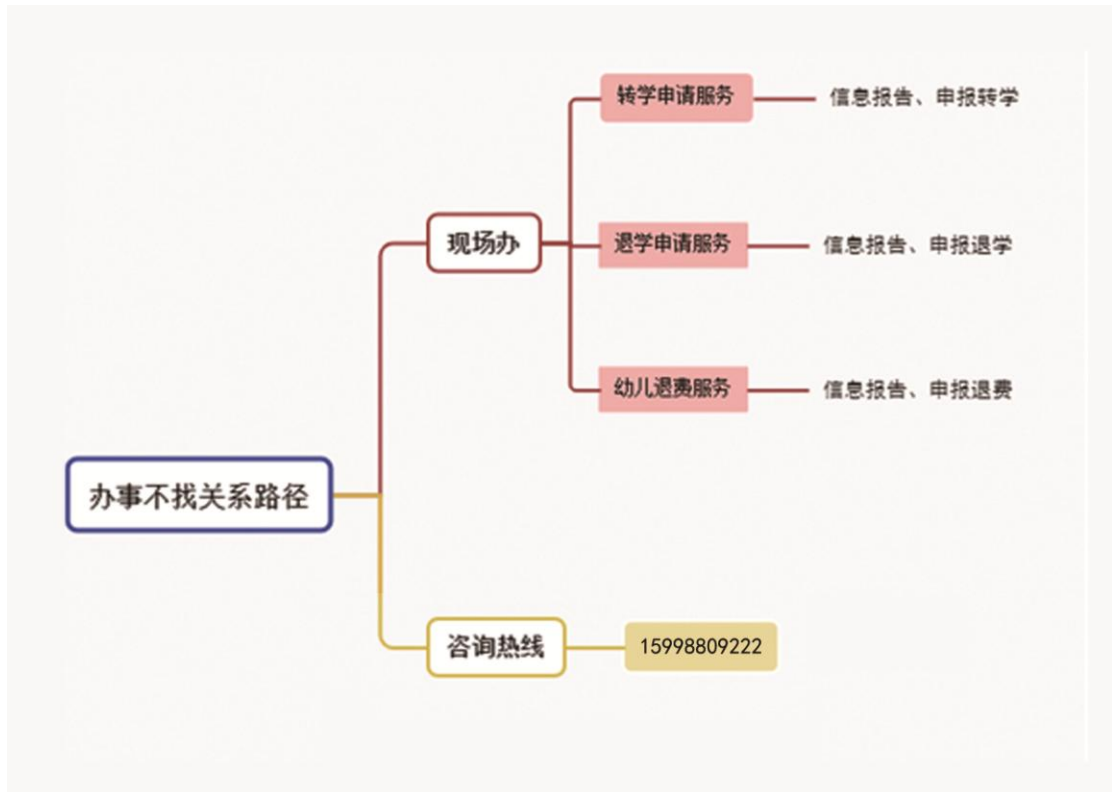 转学申请服务
信息报告、申报转学
现场办
退学申请服务
信息报告、申报退学
幼儿退费服务
信息报告、申报退费
办事不找关系路径
咨询热线
15998809222